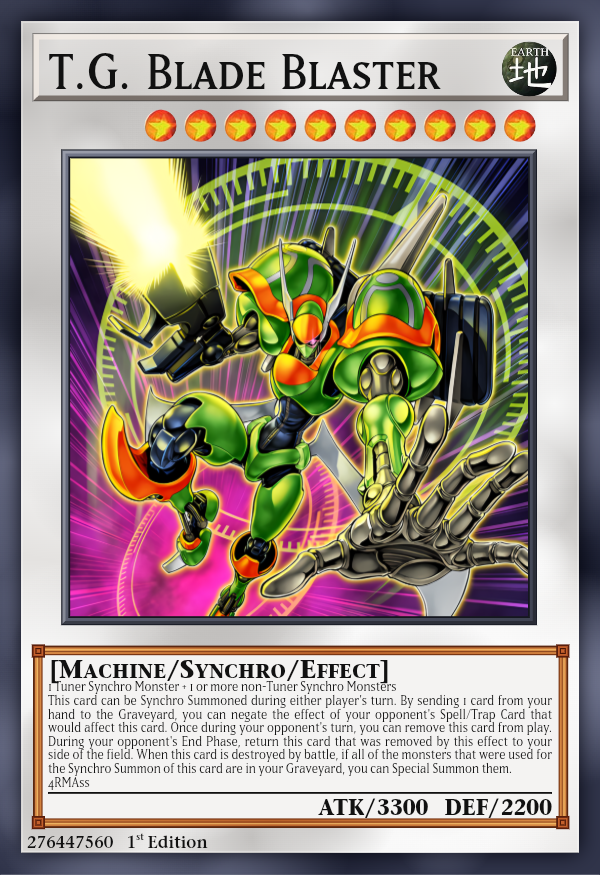 T.G. Blade Blaster
EARTH
地
[Machine/Synchro/Effect]
1 Tuner Synchro Monster + 1 or more non-Tuner Synchro Monsters
This card can be Synchro Summoned during either player's turn. By sending 1 card from your
hand to the Graveyard, you can negate the effect of your opponent's Spell/Trap Card that
would affect this card. Once during your opponent's turn, you can remove this card from play.
During your opponent's End Phase, return this card that was removed by this effect to your
side of the field. When this card is destroyed by battle, if all of the monsters that were used for
the Synchro Summon of this card are in your Graveyard, you can Special Summon them.
4RMAss
ATK/3300 DEF/2200
276447560 1st Edition